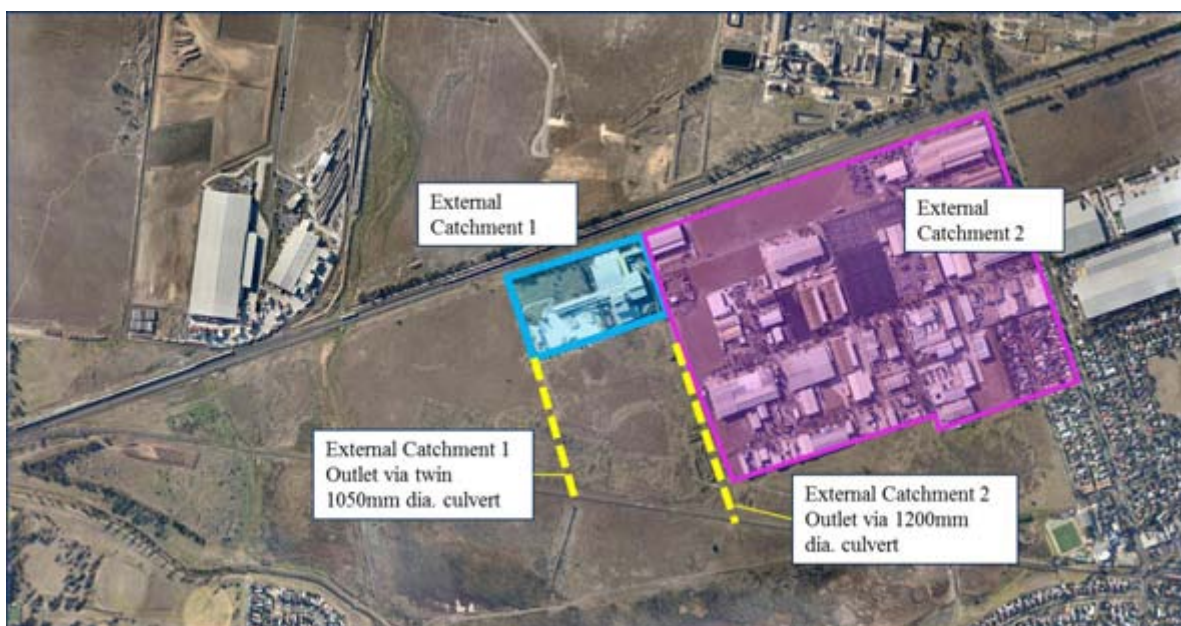 External
Catchment 1
External
Catchment 2
External Catchment 1
Outlet via twin
1050mm dia. culvert
External Catchment 2
Outlet via 1200mm
dia. culvert